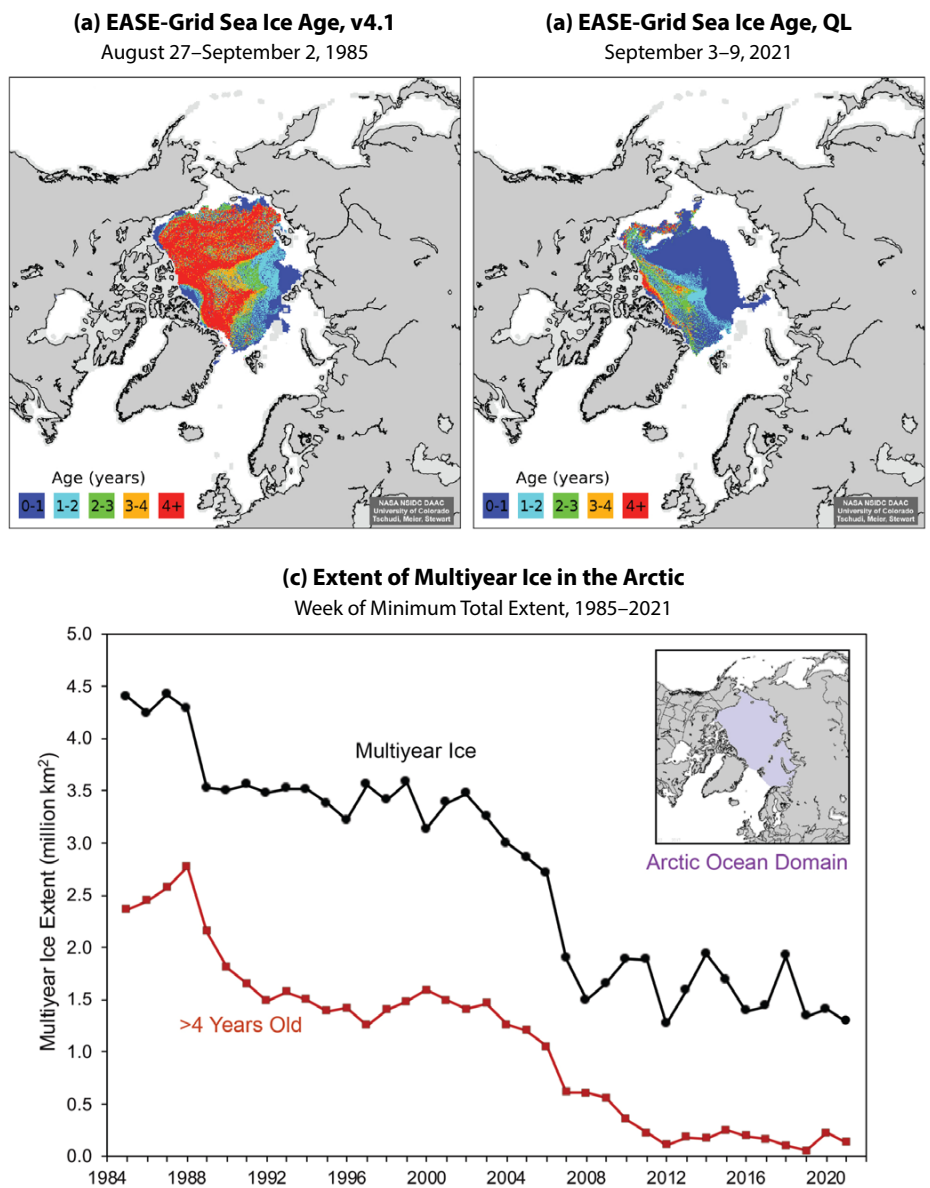 (a) EASE-Grid Sea Ice Age, v4.1
August 27–September 2, 1985
Age (years)
0-1 1-2 2-3 3-4 4+
NASA NSIDC DAAC
University of Colorado
Tschudi, Meier, Stewart
(a) EASE-Grid Sea Ice Age, QL
September 3–9, 2021
Age (years)
0-1 1-2 2-3 3-4 4+
NASA NSIDC DAAC
University of Colorado
Tschudi, Meier, Stewart
(c) Extent of Multiyear Ice in the Arctic
Week of Minimum Total Extent, 1985–2021
Multiyear Ice Extent (million km²)
5.0
4.5
4.0
3.5
3.0
2.5
2.0
1.5
1.0
0.5
0.0
Multiyear Ice
Arctic Ocean Domain
>4 Years Old
1984 1988 1992 1996 2000 2004 2008 2012 2016 2020